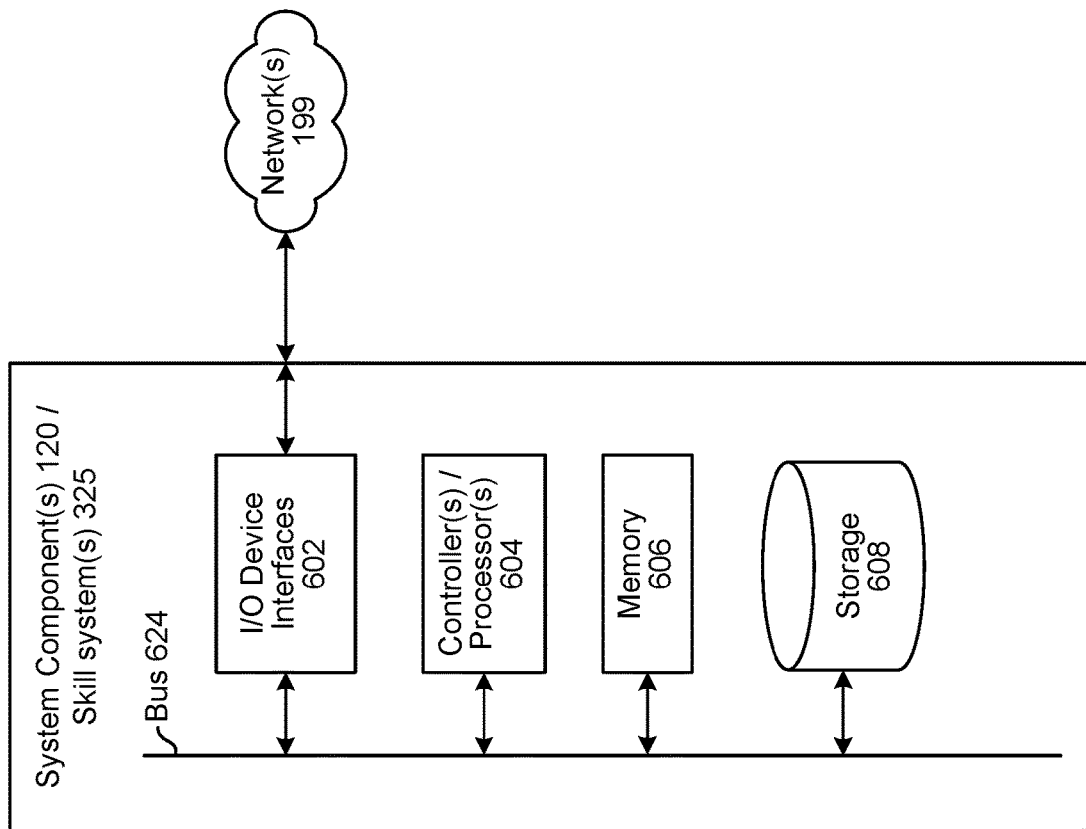 System Component(s) 120 /
Skill system(s) 325
Bus 624
I/O Device
Interfaces
602
Controller(s) /
Processor(s)
604
Memory
606
Storage
608
Network(s)
199